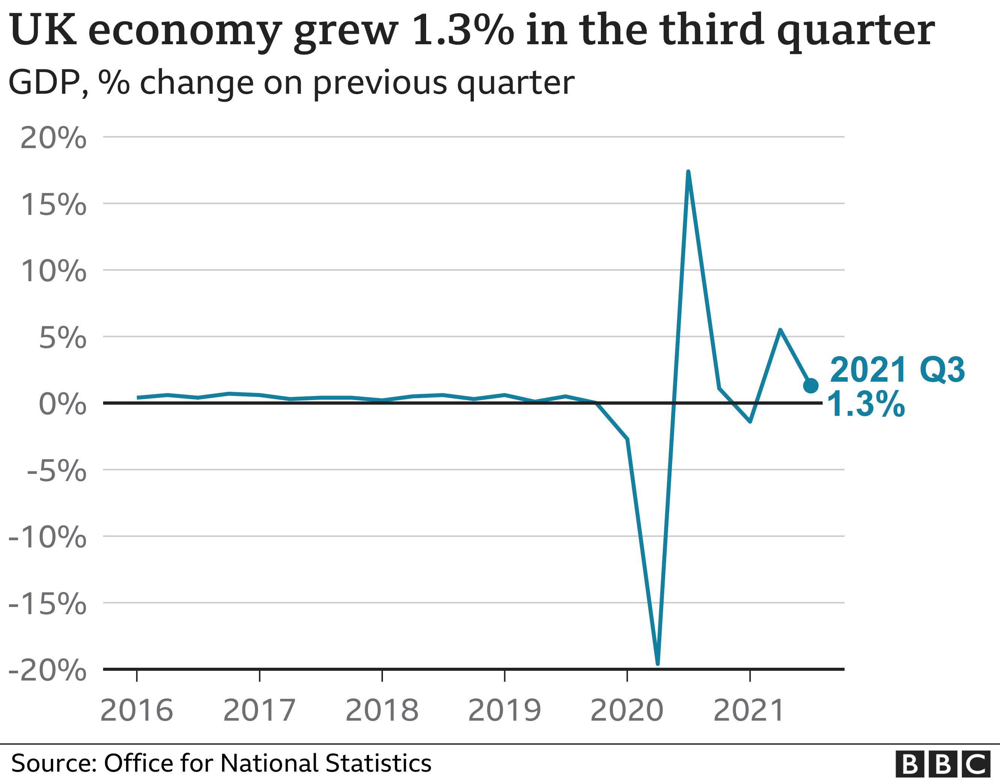 UK economy grew 1.3% in the third quarter
GDP, % change on previous quarter
20%
15%
10%
5%
0%
-5%
-10%
-15%
-20%
2021 Q3
1.3%
2016 2017 2018 2019 2020 2021
Source: Office for National Statistics
BBC